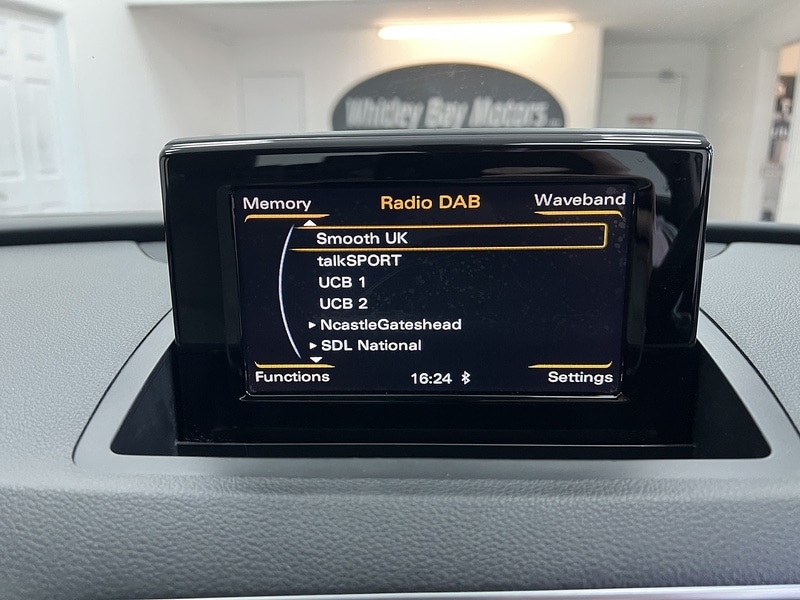 Whitley Bay Motors
Memory
Radio DAB
Waveband
Smooth UK
talkSPORT
UCB 1
UCB 2
NcastleGateshead
SDL National
Functions
16:24
Settings